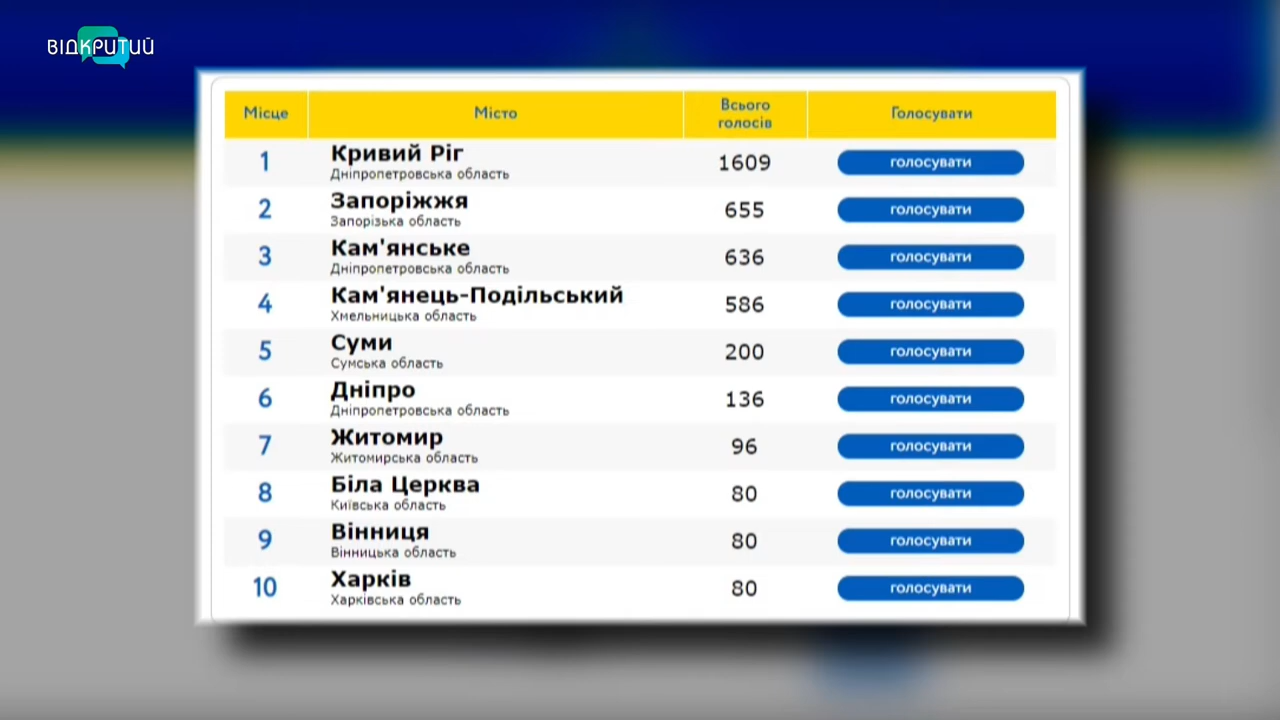 ВІДКРИТИЙ
Місце Місто Всього голосів Голосувати
1 Кривий Ріг 1609 голосувати
Дніпропетровська область
2 Запоріжжя 655 голосувати
Запорізька область
3 Кам'янське 636 голосувати
Дніпропетровська область
4 Кам'янець-Подільський 586 голосувати
Хмельницька область
5 Суми 200 голосувати
Сумська область
6 Дніпро 136 голосувати
Дніпропетровська область
7 Житомир 96 голосувати
Житомирська область
8 Біла Церква 80 голосувати
Київська область
9 Вінниця 80 голосувати
Вінницька область
10 Харків 80 голосувати
Харківська область